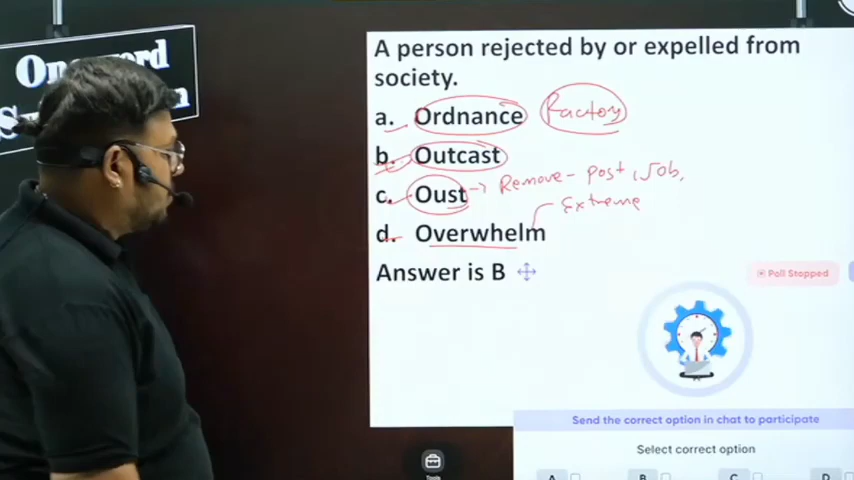 A person rejected by or expelled from
society.
a. Ordnance Factory
b. Outcast
c. Oust → Remove - post, Job,
d. Overwhelm Extreme
Answer is B
Poll Stopped
Send the correct option in chat to participate
Select correct option
A B C D
Tools